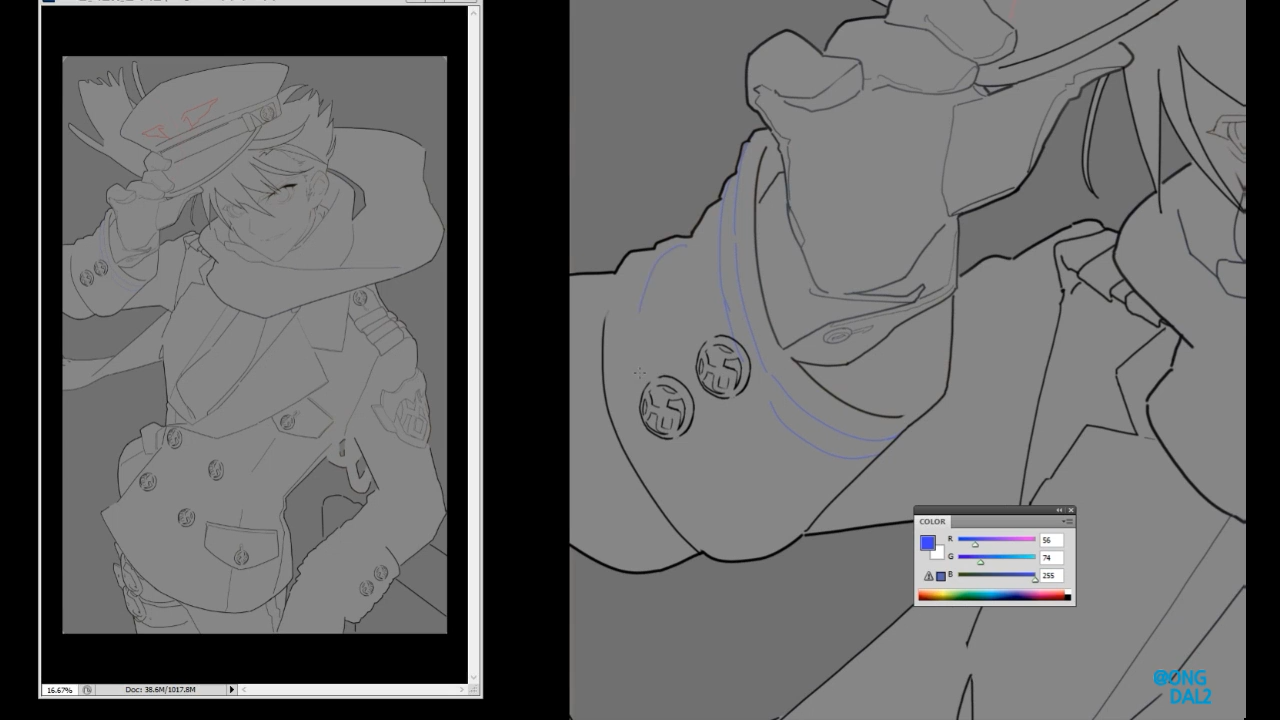 16.67%
Doc: 38.6M/1017.8M
COLOR
R 56
G 74
B 255
@ONG
DAL2